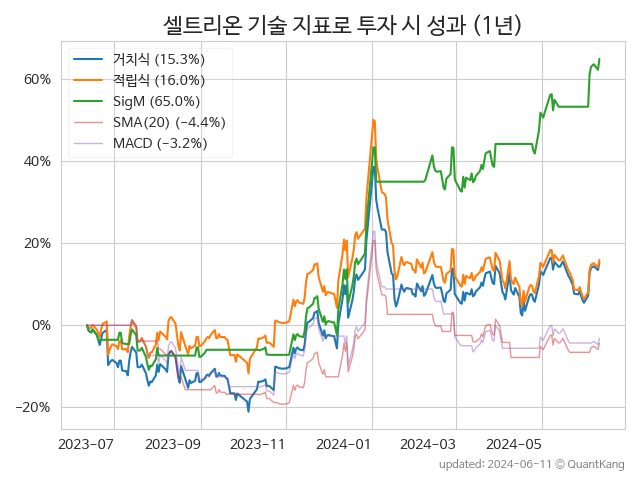 셀트리온 기술 지표로 투자 시 성과 (1년)
거치식 (15.3%)
적립식 (16.0%)
SigM (65.0%)
SMA(20) (−4.4%)
MACD (−3.2%)
60%
40%
20%
0%
−20%
2023-07 2023-09 2023-11 2024-01 2024-03 2024-05
updated: 2024-06-11 © QuantKang